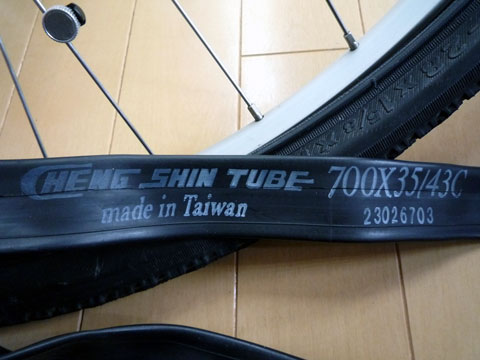 CHENG SHIN TUBE 700X35/43C
made in Taiwan 23026703